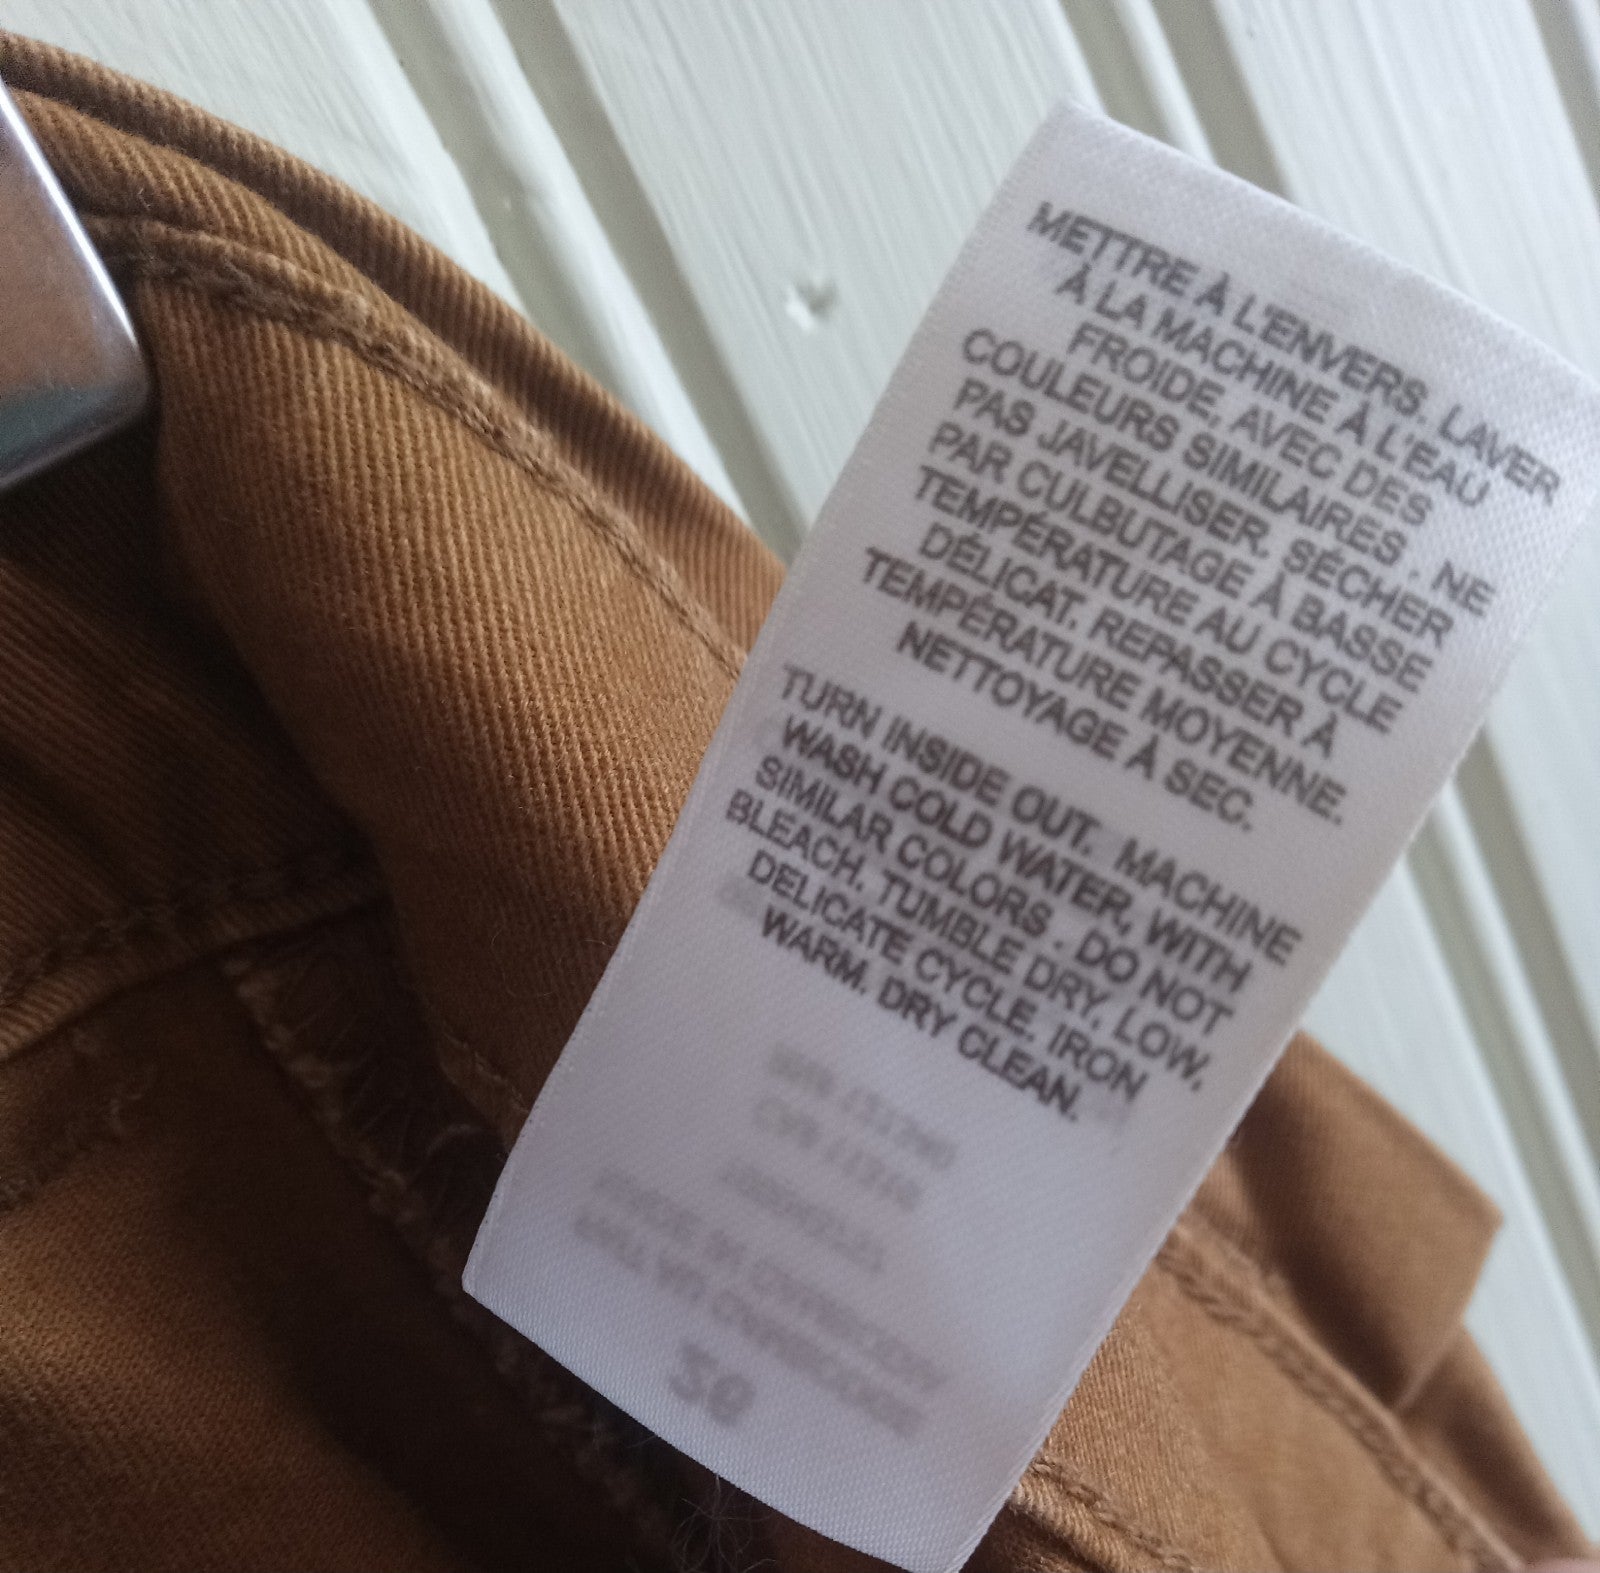 METTRE À L'ENVERS. LAVER
À LA MACHINE À L'EAU
FROIDE, AVEC DES
COULEURS SIMILAIRES . NE
PAS JAVELLISER. SÉCHER
PAR CULBUTAGE À BASSE
TEMPÉRATURE AU CYCLE
DÉLICAT. REPASSER À
TEMPÉRATURE MOYENNE.
NETTOYAGE À SEC.
TURN INSIDE OUT. MACHINE
WASH COLD WATER, WITH
SIMILAR COLORS . DO NOT
BLEACH. TUMBLE DRY. LOW,
DELICATE CYCLE. IRON
WARM. DRY CLEAN.